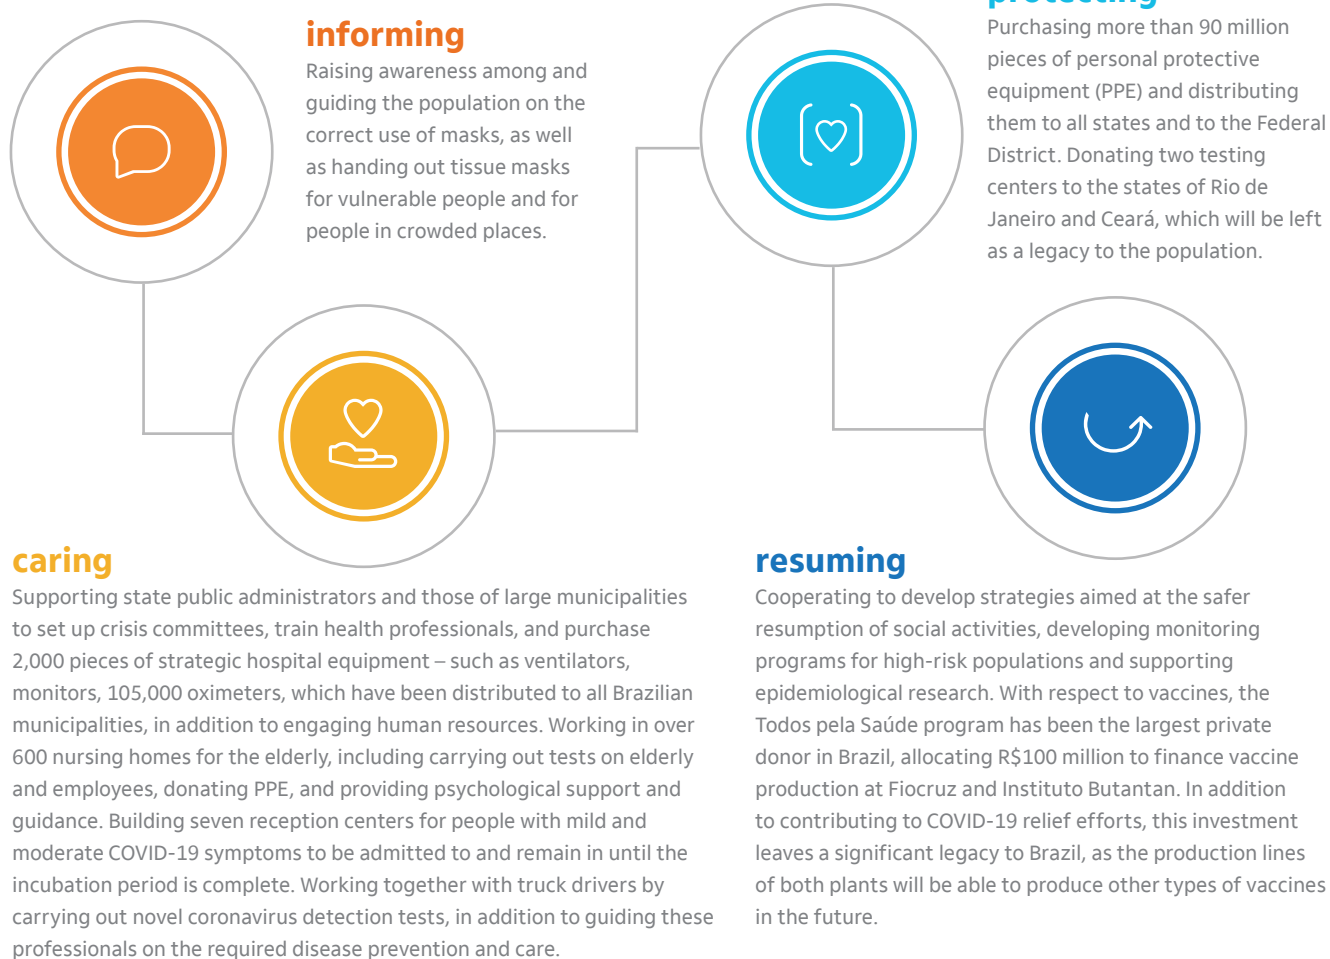 informing
Raising awareness among and
guiding the population on the
correct use of masks, as well
as handing out tissue masks
for vulnerable people and for
people in crowded places.
protecting
Purchasing more than 90 million
pieces of personal protective
equipment (PPE) and distributing
them to all states and to the Federal
District. Donating two testing
centers to the states of Rio de
Janeiro and Ceará, which will be left
as a legacy to the population.
caring
Supporting state public administrators and those of large municipalities
to set up crisis committees, train health professionals, and purchase
2,000 pieces of strategic hospital equipment – such as ventilators,
monitors, 105,000 oximeters, which have been distributed to all Brazilian
municipalities, in addition to engaging human resources. Working in over
600 nursing homes for the elderly, including carrying out tests on elderly
and employees, donating PPE, and providing psychological support and
guidance. Building seven reception centers for people with mild and
moderate COVID-19 symptoms to be admitted to and remain in until the
incubation period is complete. Working together with truck drivers by
carrying out novel coronavirus detection tests, in addition to guiding these
professionals on the required disease prevention and care.
resuming
Cooperating to develop strategies aimed at the safer
resumption of social activities, developing monitoring
programs for high-risk populations and supporting
epidemiological research. With respect to vaccines, the
Todos pela Saúde program has been the largest private
donor in Brazil, allocating R$100 million to finance vaccine
production at Fiocruz and Instituto Butantan. In addition
to contributing to COVID-19 relief efforts, this investment
leaves a significant legacy to Brazil, as the production lines
of both plants will be able to produce other types of vaccines
in the future.